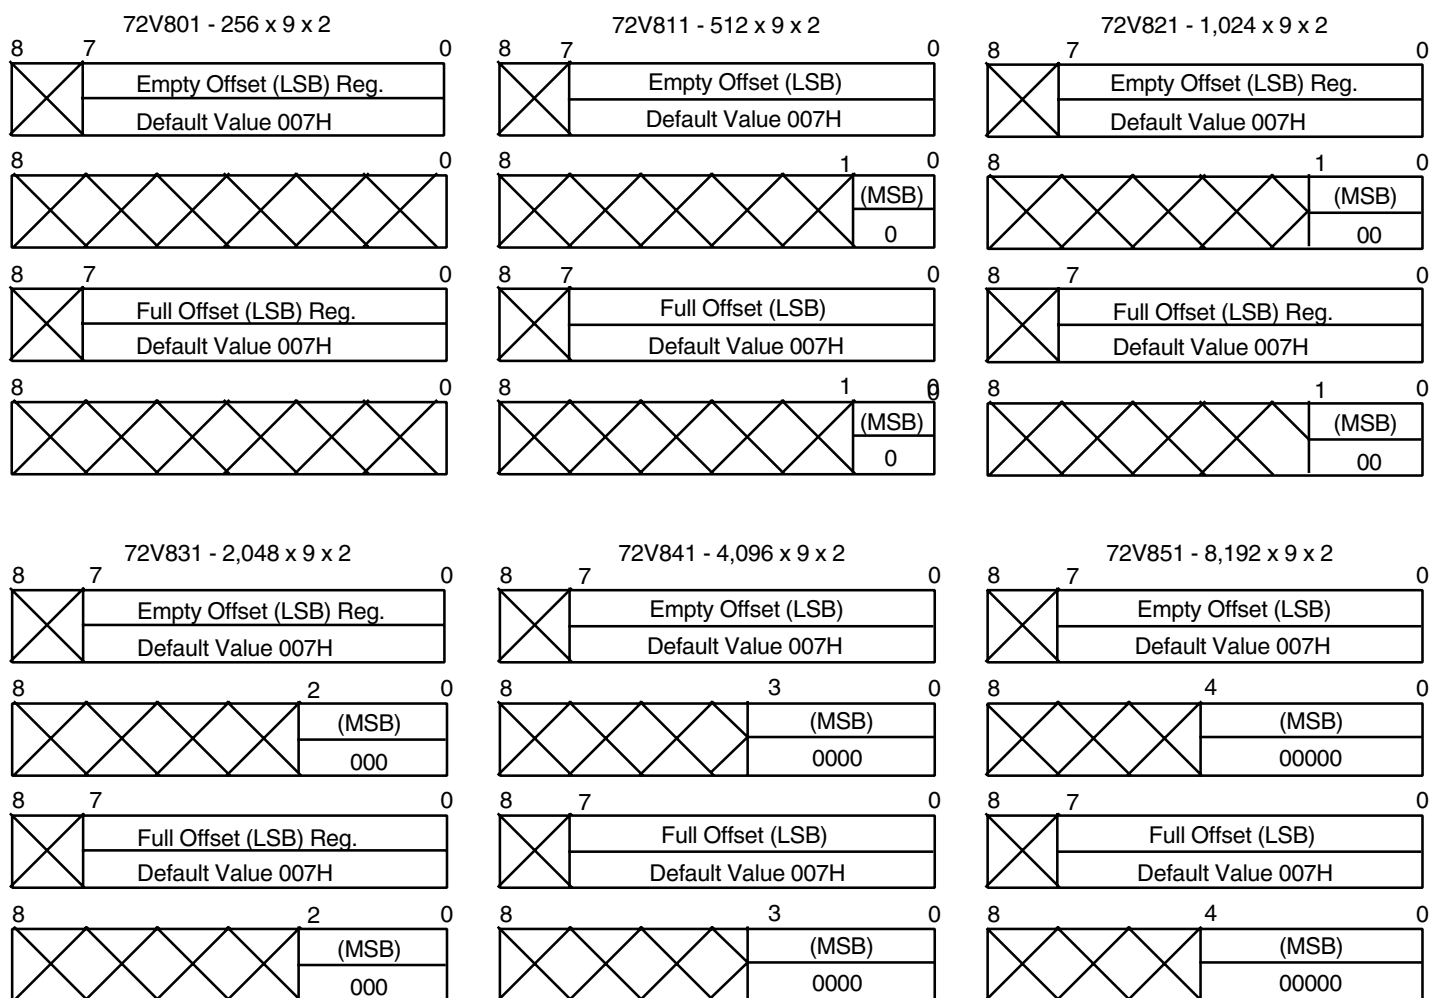 72V801 - 256 x 9 x 2
8 7 0
Empty Offset (LSB) Reg.
Default Value 007H
8 0
8 7 0
Full Offset (LSB) Reg.
Default Value 007H
8 0
72V811 - 512 x 9 x 2
8 7 0
Empty Offset (LSB)
Default Value 007H
8 1 0
(MSB)
0
8 7 0
Full Offset (LSB)
Default Value 007H
8 1 0
0
(MSB)
0
72V821 - 1,024 x 9 x 2
8 7 0
Empty Offset (LSB) Reg.
Default Value 007H
8 1 0
(MSB)
00
8 7 0
Full Offset (LSB) Reg.
Default Value 007H
8 1 0
(MSB)
00
72V831 - 2,048 x 9 x 2
8 7 0
Empty Offset (LSB) Reg.
Default Value 007H
8 2 0
(MSB)
000
8 7 0
Full Offset (LSB) Reg.
Default Value 007H
8 2 0
(MSB)
000
72V841 - 4,096 x 9 x 2
8 7 0
Empty Offset (LSB)
Default Value 007H
8 3 0
(MSB)
0000
8 7 0
Full Offset (LSB)
Default Value 007H
8 3 0
(MSB)
0000
72V851 - 8,192 x 9 x 2
8 7 0
Empty Offset (LSB)
Default Value 007H
8 4 0
(MSB)
00000
8 7 0
Full Offset (LSB)
Default Value 007H
8 4 0
(MSB)
00000